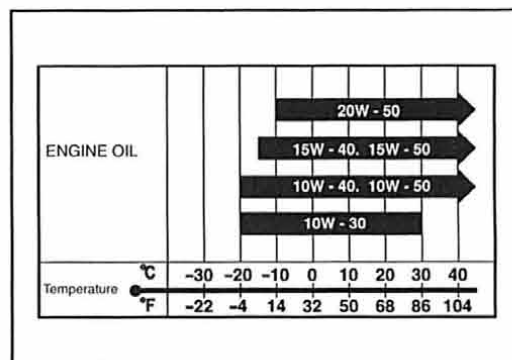 20W - 50
ENGINE OIL
15W - 40. 15W - 50
10W - 40. 10W - 50
10W - 30
°C -30 -20 -10 0 10 20 30 40
Temperature
°F -22 -4 14 32 50 68 86 104